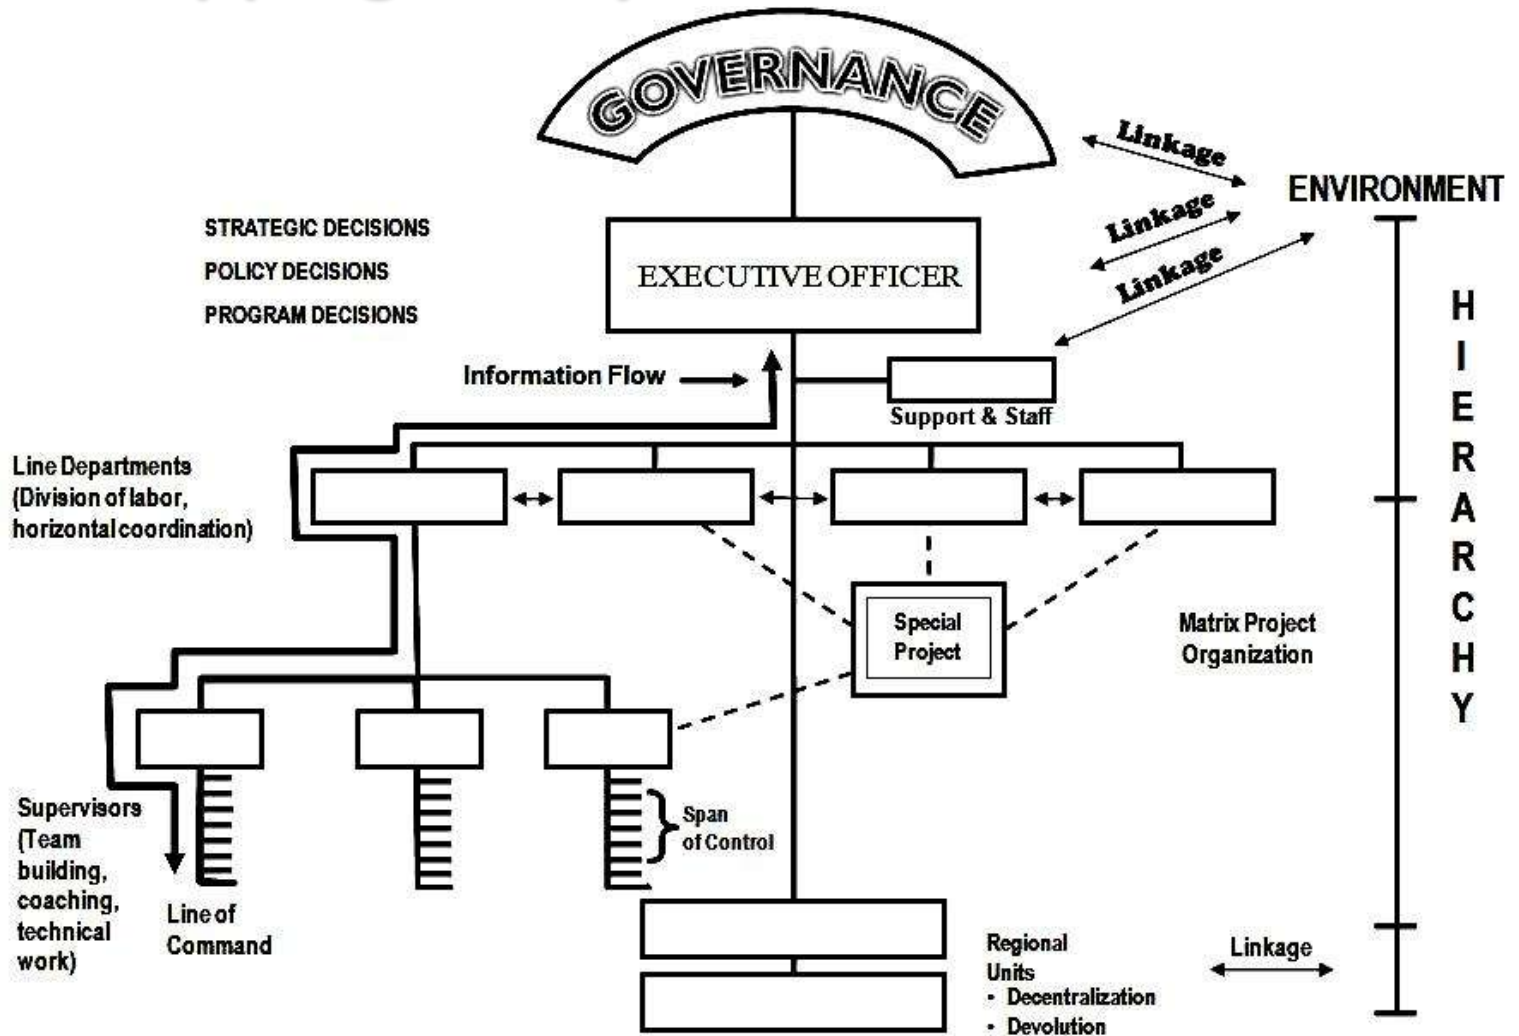 GOVERNANCE
Linkage
ENVIRONMENT
Linkage
Linkage
STRATEGIC DECISIONS
POLICY DECISIONS
PROGRAM DECISIONS
EXECUTIVE OFFICER
HIERARCHY
Information Flow
Support & Staff
Line Departments
(Division of labor,
horizontal coordination)
Special
Project
Matrix Project
Organization
Supervisors
(Team
building,
coaching,
technical
work)
Span
of Control
Line of
Command
Regional
Units
• Decentralization
• Devolution
Linkage